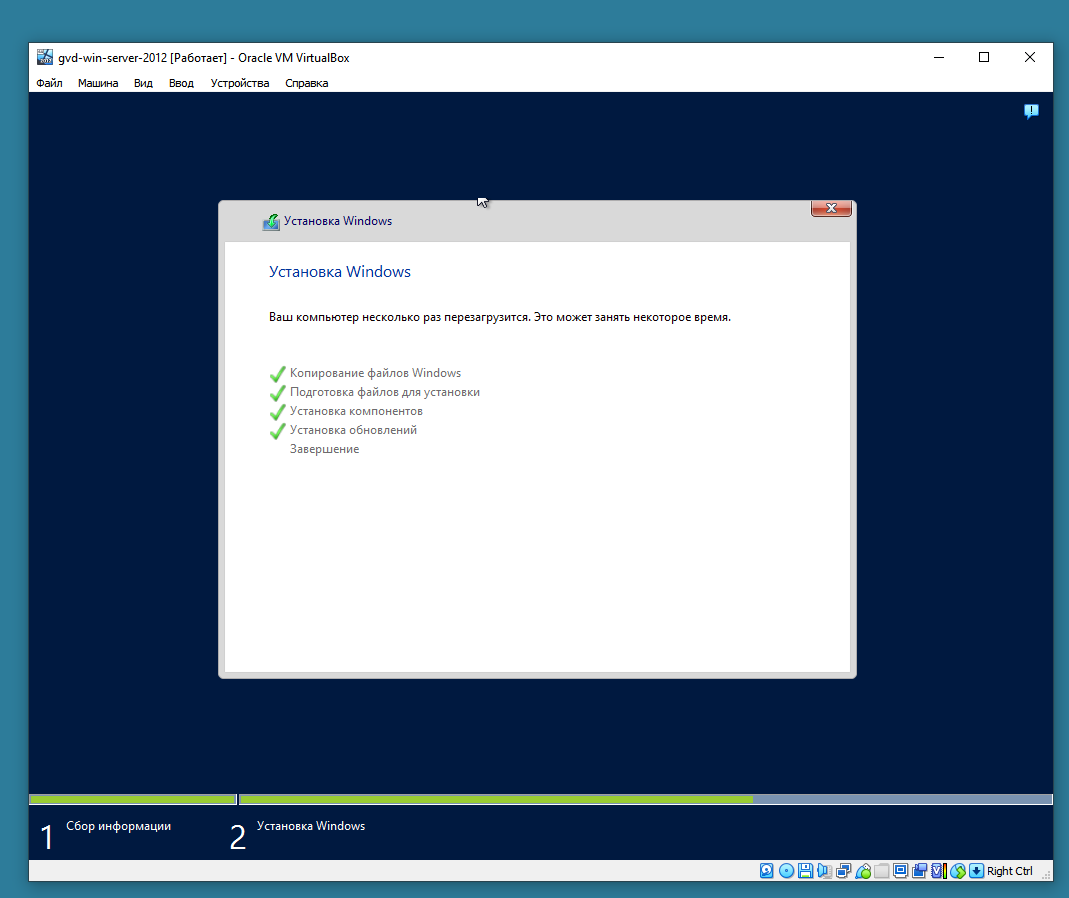 gvd-win-server-2012 [Работает] - Oracle VM VirtualBox
Файл Машина Вид Ввод Устройства Справка
Установка Windows
Установка Windows
Ваш компьютер несколько раз перезагрузится. Это может занять некоторое время.
Копирование файлов Windows
Подготовка файлов для установки
Установка компонентов
Установка обновлений
Завершение
1 Сбор информации 2 Установка Windows
Right Ctrl